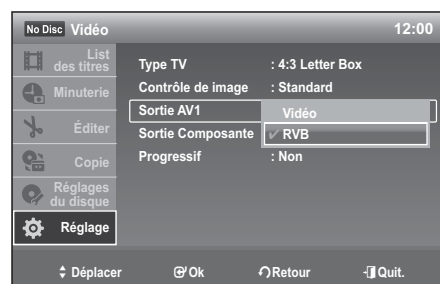 No Disc Vidéo 12:00
List
des titres
Minuterie
Éditer
Copie
Réglages
du disque
Réglage
Type TV : 4:3 Letter Box
Contrôle de image : Standard
Sortie AV1 Vidéo
Sortie Composante ✓ RVB
Progressif : Non
Déplacer Ok Retour Quit.